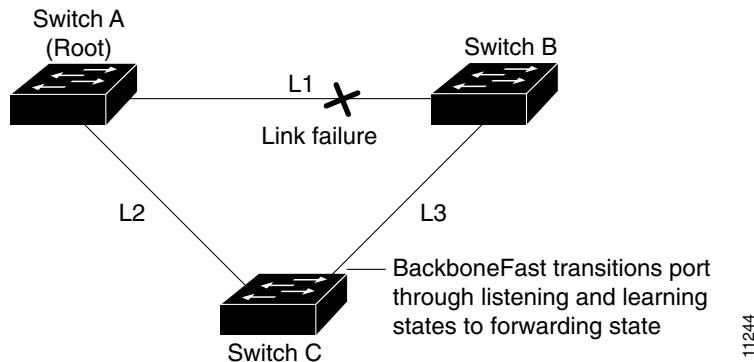 Switch A
(Root)
Switch B
L1
Link failure
L2
L3
BackboneFast transitions port
through listening and learning
states to forwarding state
Switch C
11244